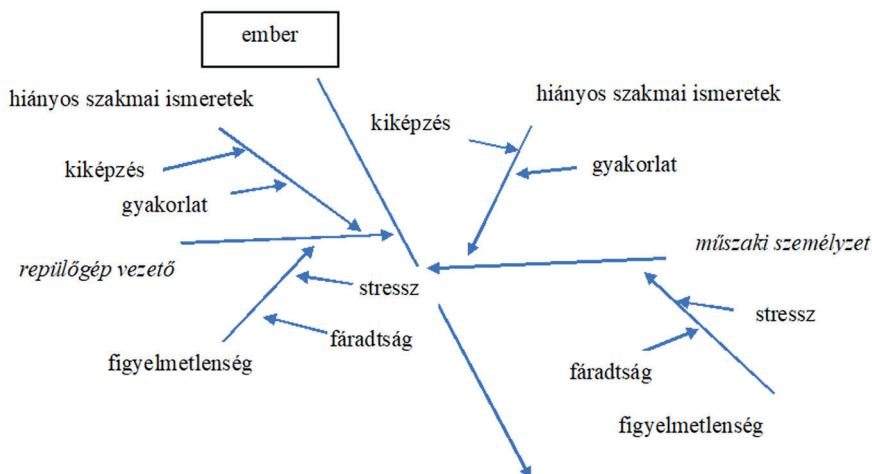 ember
hiányos szakmai ismeretek
kiképzés
gyakorlat
repülőgép vezető
stressz
fáradtság
figyelmetlenség
hiányos szakmai ismeretek
kiképzés
gyakorlat
műszaki személyzet
stressz
fáradtság
figyelmetlenség